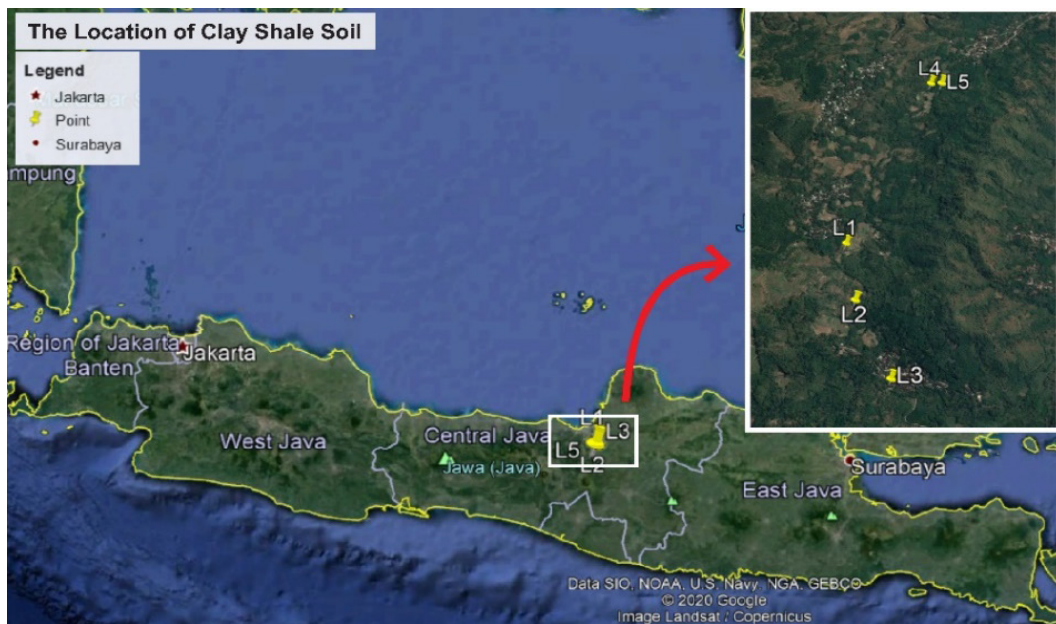 The Location of Clay Shale Soil
Legend
Jakarta
Point
Surabaya
ampung
Region of Jakarta
Banten
Jakarta
West Java
Central Java
Jawa (Java)
L4
L3
L5
L2
East Java
Surabaya
L4
L5
L1
L2
L3
Data SIO, NOAA, U.S. Navy, NGA, GEBCO
© 2020 Google
Image Landsat / Copernicus